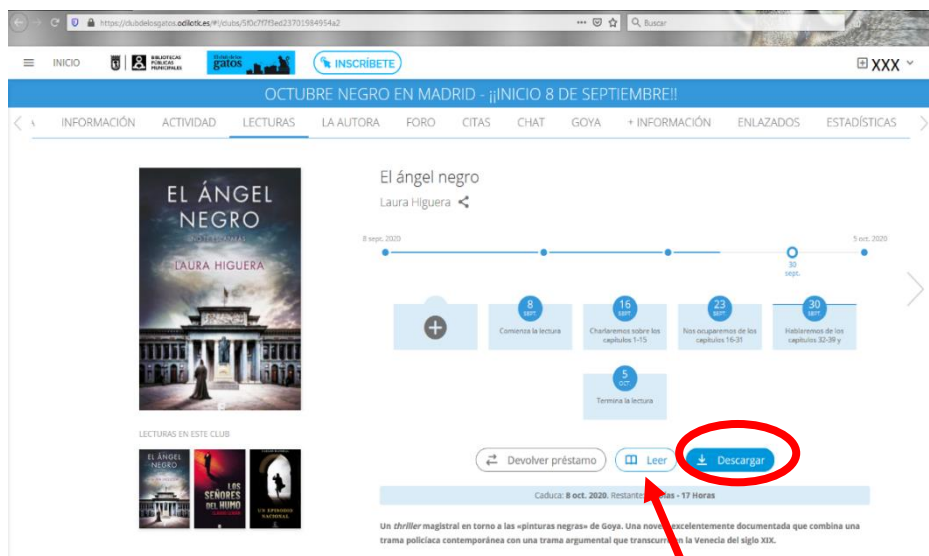 https://clubdelosgatos.odilotk.es/#!/clubs/5f0c7f7f3ed23701984954a2
Buscar
INICIO
BIBLIOTECAS PÚBLICAS MUNICIPALES
gatos
INSCRÍBETE
XXX
OCTUBRE NEGRO EN MADRID - ¡¡INICIO 8 DE SEPTIEMBRE!!
INFORMACIÓN ACTIVIDAD LECTURAS LA AUTORA FORO CITAS CHAT GOYA + INFORMACIÓN ENLAZADOS ESTADÍSTICAS
EL ÁNGEL
NEGRO
LAURA HIGUERA
El ángel negro
Laura Higuera
8 sept. 2020
5 oct. 2020
30
sept.
8
SEPT.
Comienza la lectura
16
SEPT.
Charlaremos sobre los
capítulos 1-15
23
SEPT.
Nos ocuparemos de los
capítulos 16-31
30
SEPT.
Hablaremos de los
capítulos 32-39 y
5
OCT
Termina la lectura
LECTURAS EN ESTE CLUB
EL ÁNGEL
NEGRO
LOS
SEÑORES
DEL HUMO
UN EPISODIO
NACIONAL
Devolver préstamo
Leer
Descargar
Caduca: 8 oct. 2020. Restante - 17 Horas
Un thriller magistral en torno a las «pinturas negras» de Goya. Una novela excelentemente documentada que combina una
trama policíaca contemporánea con una trama argumental que transcurre en la Venecia del siglo XIX.